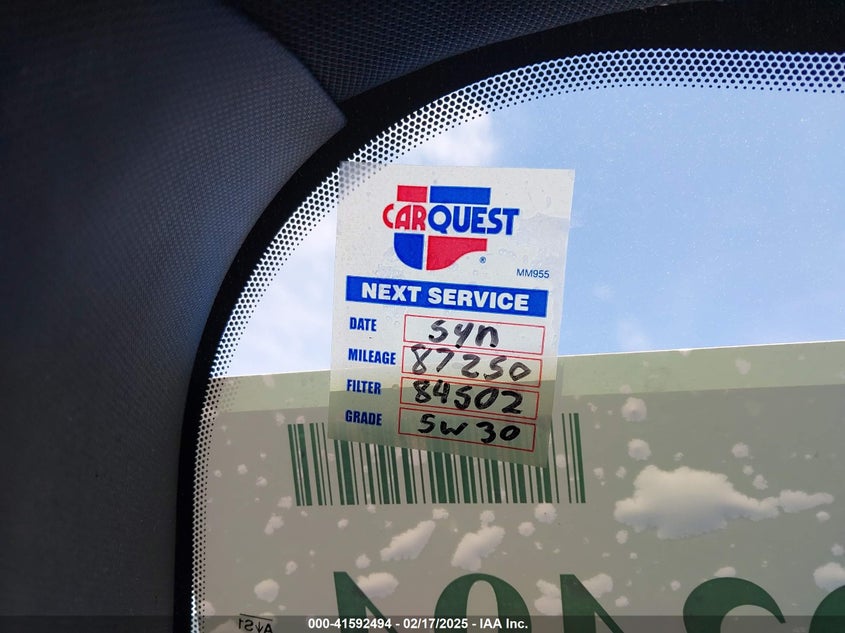 CARQUEST
®
MM955
NEXT SERVICE
DATE syn
MILEAGE 87250
FILTER 84502
GRADE 5W30
000-41592494 - 02/17/2025 - IAA Inc.